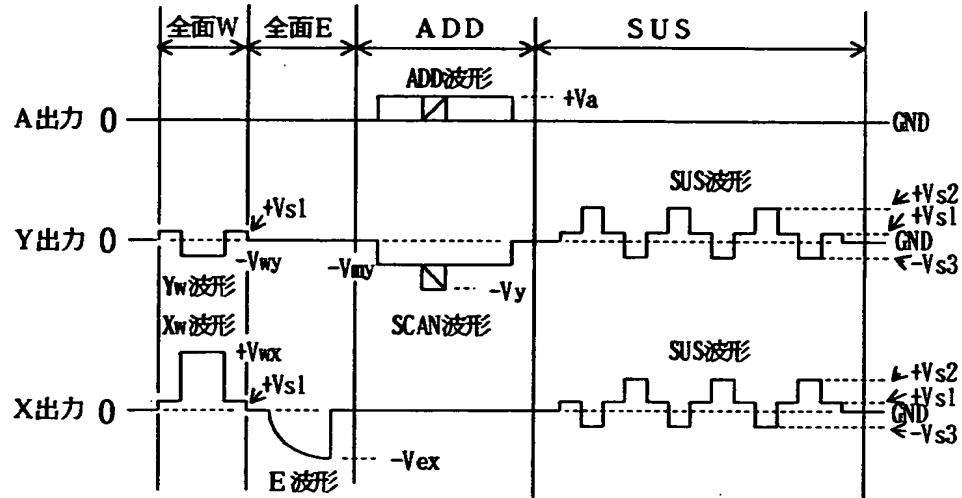 全面W 全面E ADD SUS
ADD波形
+Va
A出力 0 GND
SUS波形
+Vs2
+Vs1
+Vs1
Y出力 0 GND
-Vwy -Vmy -Vs3
-Vy
Yw波形 SCAN波形
Xw波形
SUS波形
+Vwx
+Vs2
+Vs1 +Vs1
X出力 0 GND
-Vs3
-Vex
E波形